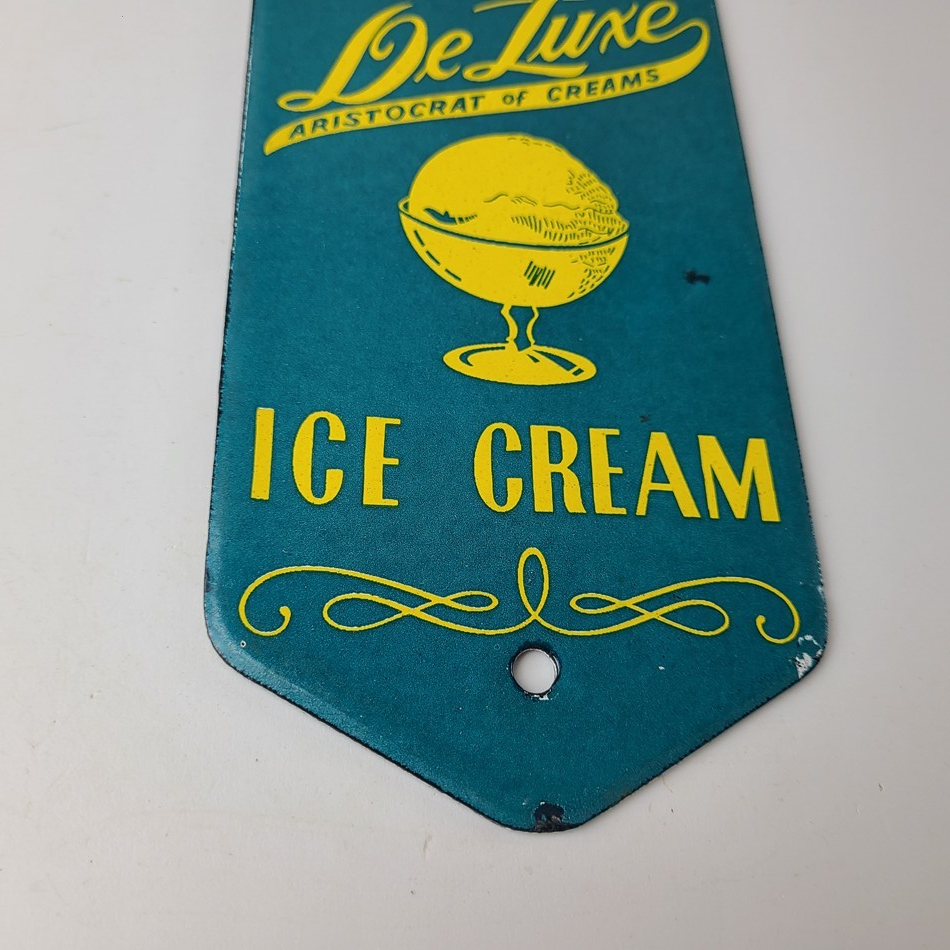 De Luxe
ARISTOCRAT of CREAMS
ICE CREAM